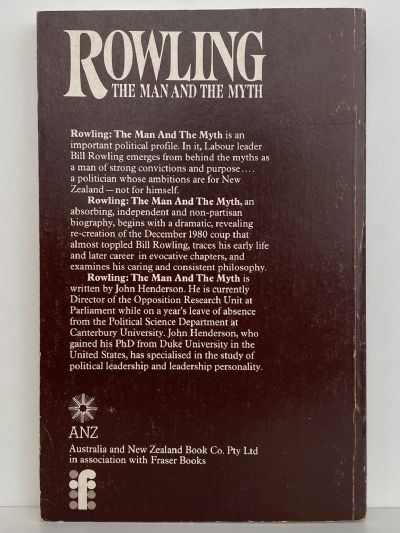 ROWLING
THE MAN AND THE MYTH
Rowling: The Man And The Myth is an
important political profile. In it, Labour leader
Bill Rowling emerges from behind the myths as
a man of strong convictions and purpose . . . .
a politician whose ambitions are for New
Zealand — not for himself.
Rowling: The Man And The Myth, an
absorbing, independent and non-partisan
biography, begins with a dramatic, revealing
re-creation of the December 1980 coup that
almost toppled Bill Rowling, traces his early life
and later career in evocative chapters, and
examines his caring and consistent philosophy.
Rowling: The Man And The Myth is
written by John Henderson. He is currently
Director of the Opposition Research Unit at
Parliament while on a year's leave of absence
from the Political Science Department at
Canterbury University. John Henderson, who
gained his PhD from Duke University in the
United States, has specialised in the study of
political leadership and leadership personality.
ANZ
Australia and New Zealand Book Co. Pty Ltd
in association with Fraser Books
f